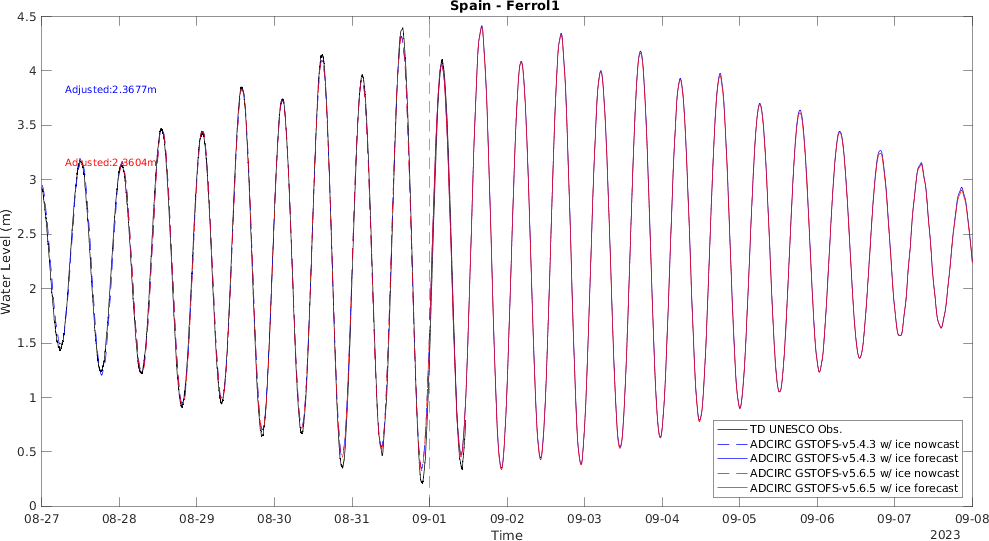 Spain - Ferrol1
4.5
4
3.5
3
2.5
2
1.5
1
0.5
0
Water Level (m)
Adjusted:2.3677m
Adjusted:2.3604m
TD UNESCO Obs.
ADCIRC GSTOFS-v5.4.3 w/ ice nowcast
ADCIRC GSTOFS-v5.4.3 w/ ice forecast
ADCIRC GSTOFS-v5.6.5 w/ ice nowcast
ADCIRC GSTOFS-v5.6.5 w/ ice forecast
08-27 08-28 08-29 08-30 08-31 09-01 09-02 09-03 09-04 09-05 09-06 09-07 09-08
Time
2023